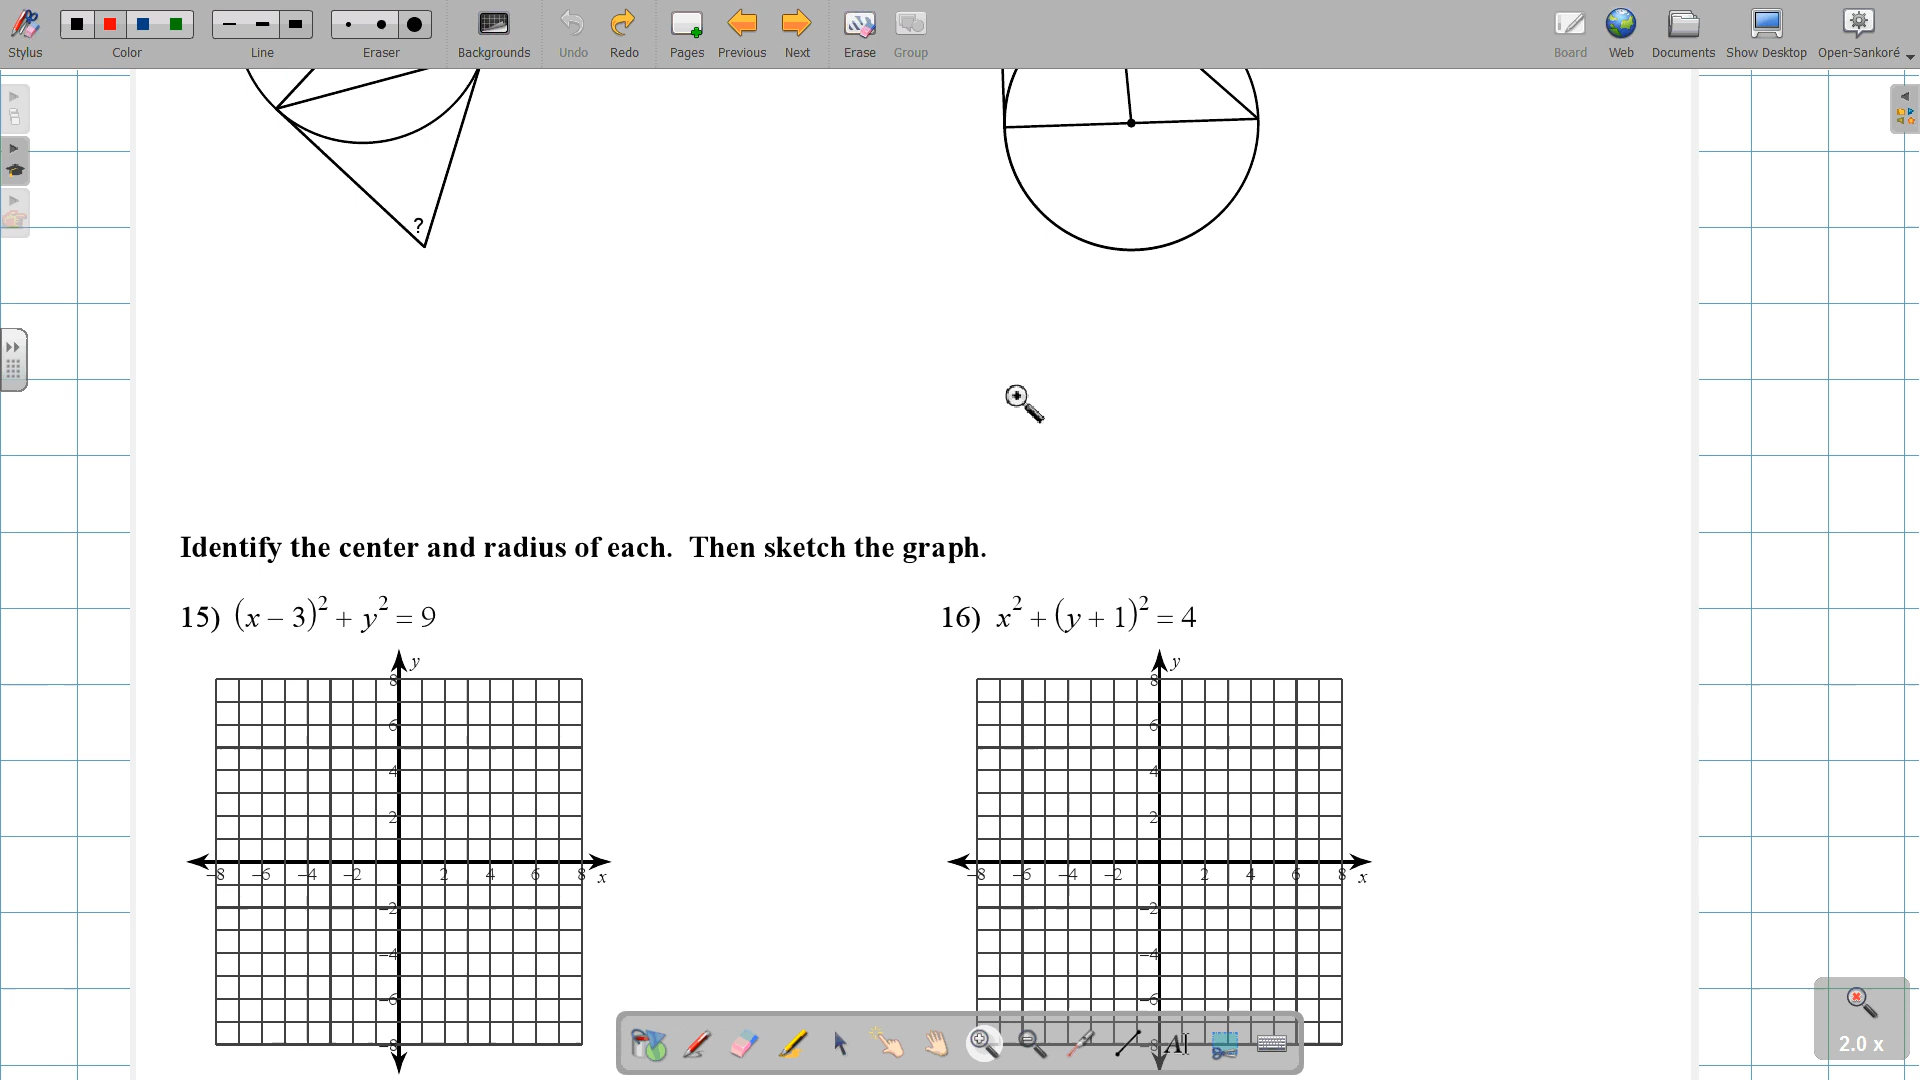 Stylus Color Line Eraser Backgrounds Undo Redo Pages Previous Next Erase Group Board Web Documents Show Desktop Open-Sankoré
?
Identify the center and radius of each. Then sketch the graph.
15) (x − 3)² + y² = 9
16) x² + (y + 1)² = 4
y
8
6
4
2
−8 −6 −4 −2 2 4 6 8 x
−2
−4
−6
−8
y
8
6
4
2
−8 −6 −4 −2 2 4 6 8 x
−2
−4
−6
−8
AI
2.0 x